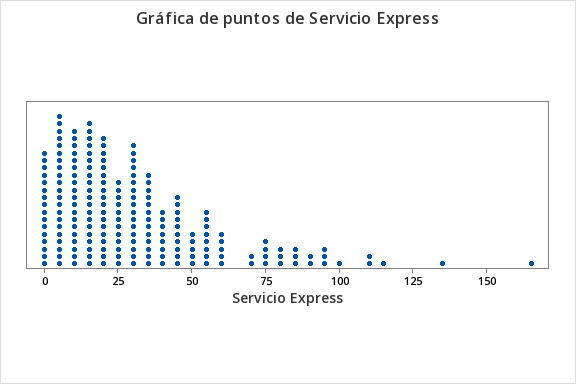 Gráfica de puntos de Servicio Express
0 25 50 75 100 125 150
Servicio Express